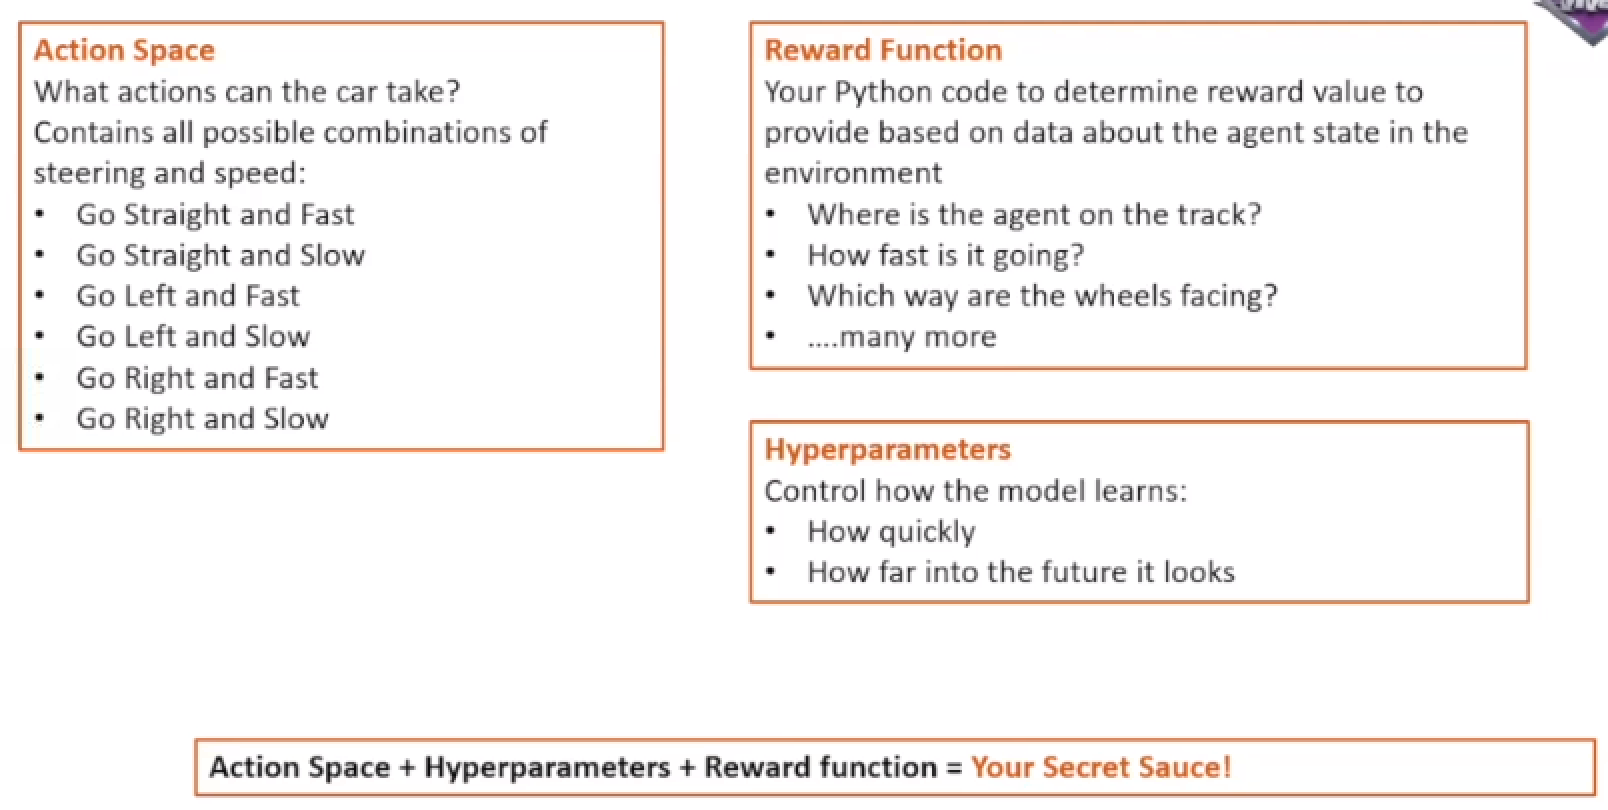 Action Space
What actions can the car take?
Contains all possible combinations of
steering and speed:
• Go Straight and Fast
• Go Straight and Slow
• Go Left and Fast
• Go Left and Slow
• Go Right and Fast
• Go Right and Slow
Reward Function
Your Python code to determine reward value to
provide based on data about the agent state in the
environment
• Where is the agent on the track?
• How fast is it going?
• Which way are the wheels facing?
• ....many more
Hyperparameters
Control how the model learns:
• How quickly
• How far into the future it looks
Action Space + Hyperparameters + Reward function = Your Secret Sauce!